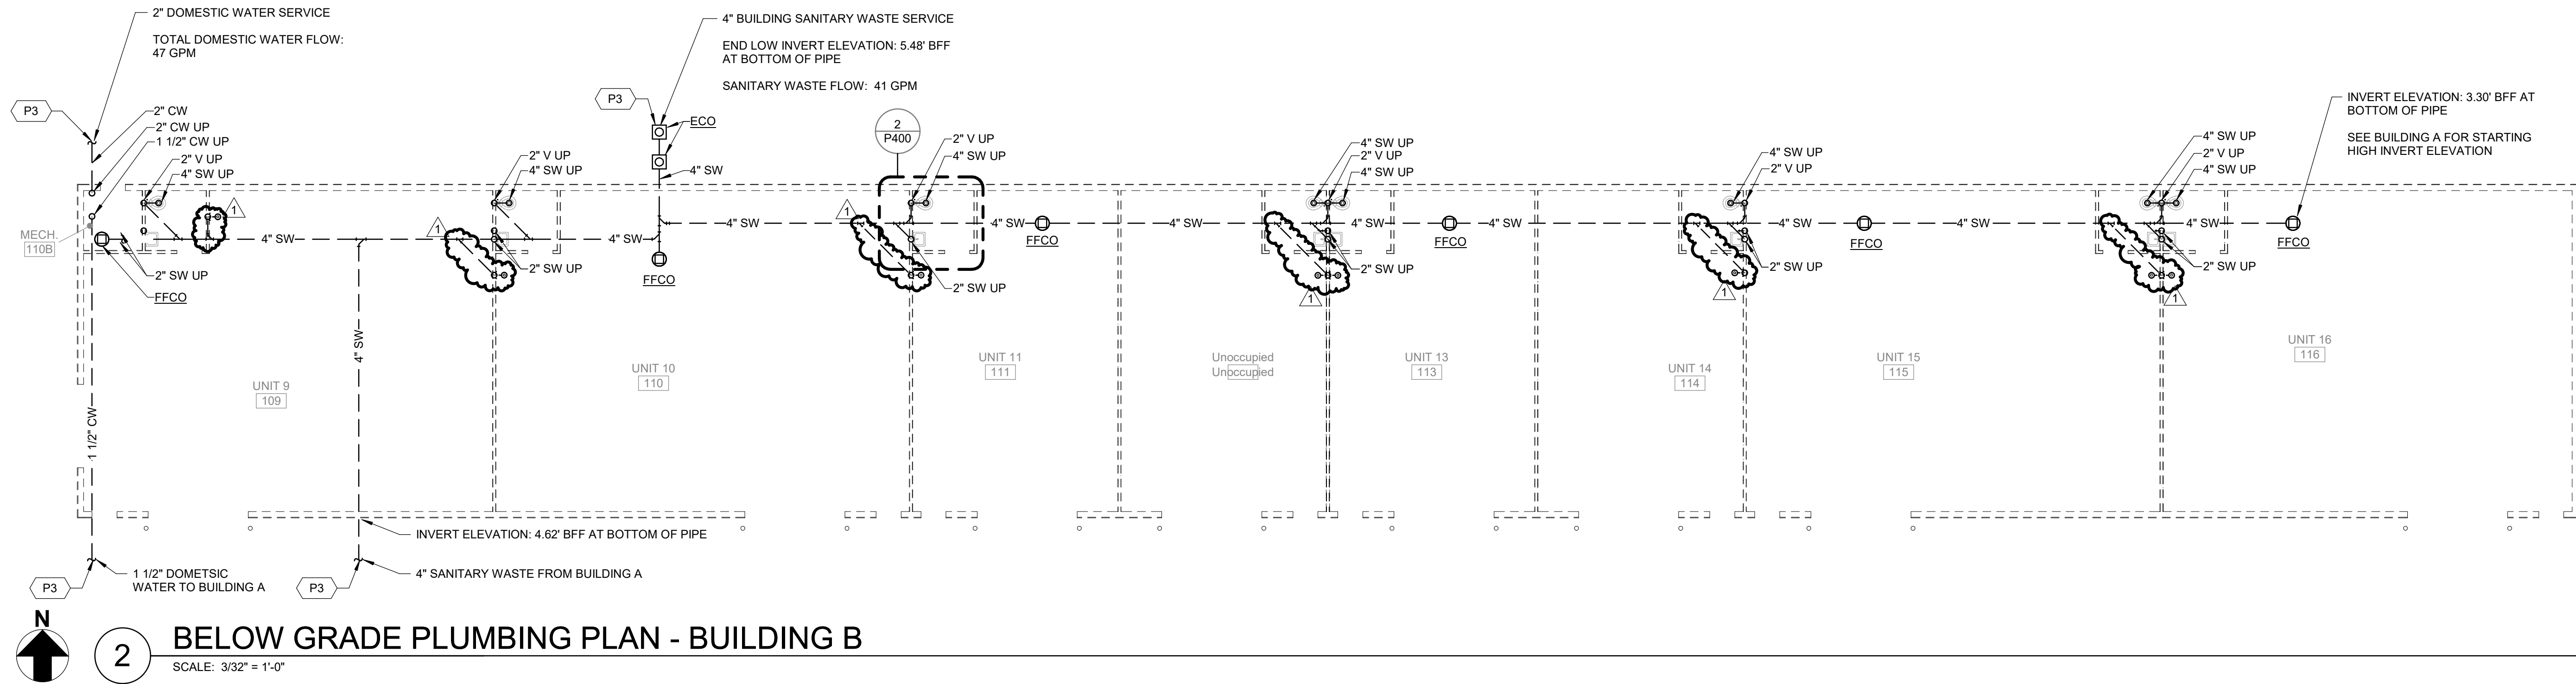 2" DOMESTIC WATER SERVICE
TOTAL DOMESTIC WATER FLOW:
47 GPM
4" BUILDING SANITARY WASTE SERVICE
END LOW INVERT ELEVATION: 5.48' BFF
AT BOTTOM OF PIPE
SANITARY WASTE FLOW: 41 GPM
INVERT ELEVATION: 3.30' BFF AT
BOTTOM OF PIPE
SEE BUILDING A FOR STARTING
HIGH INVERT ELEVATION
P3
2" CW
2" CW UP
1 1/2" CW UP
2" V UP
4" SW UP
P3
ECO
4" SW
2" V UP
4" SW UP
2
P400
2" V UP
4" SW UP
4" SW UP
2" V UP
4" SW UP
4" SW UP
2" V UP
4" SW UP
2" V UP
4" SW UP
1
1
1
MECH.
110B
4" SW
4" SW
4" SW
4" SW
4" SW
4" SW
4" SW
4" SW
4" SW
4" SW
4" SW
FFCO
FFCO
FFCO
FFCO
2" SW UP
2" SW UP
2" SW UP
2" SW UP
2" SW UP
FFCO
FFCO
2" SW UP
1
1
1
4" SW
UNIT 9
109
UNIT 10
110
UNIT 11
111
Unoccupied
Unoccupied
UNIT 13
113
UNIT 14
114
UNIT 15
115
UNIT 16
116
1 1/2" CW
INVERT ELEVATION: 4.62' BFF AT BOTTOM OF PIPE
P3
1 1/2" DOMETSIC
WATER TO BUILDING A
P3
4" SANITARY WASTE FROM BUILDING A
N
2
BELOW GRADE PLUMBING PLAN - BUILDING B
SCALE: 3/32" = 1'-0"